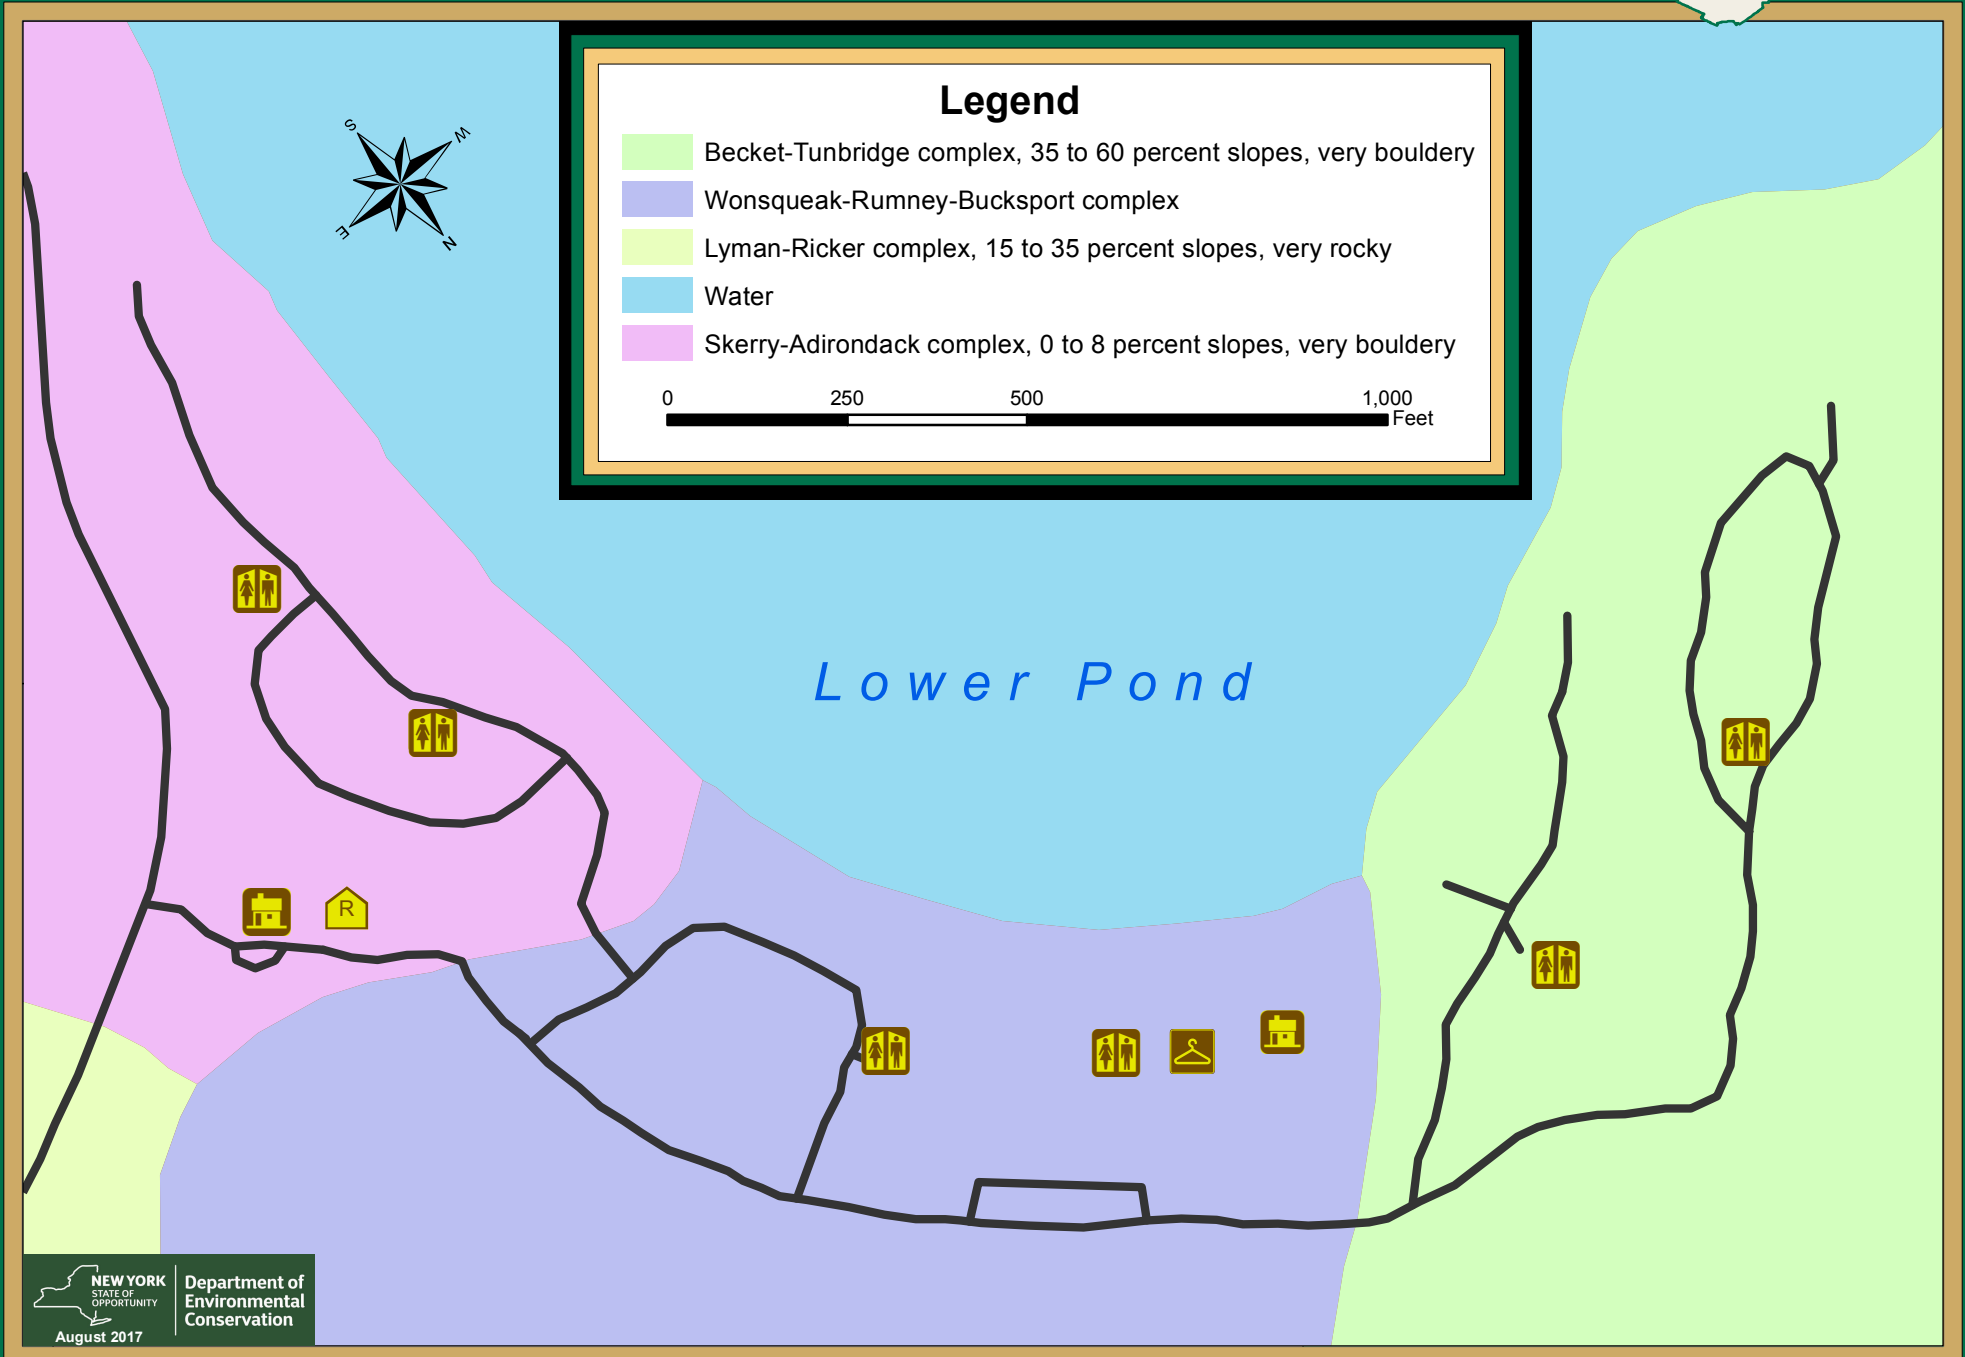 Legend
Becket-Tunbridge complex, 35 to 60 percent slopes, very bouldery
Wonsqueak-Rumney-Bucksport complex
Lyman-Ricker complex, 15 to 35 percent slopes, very rocky
Water
Skerry-Adirondack complex, 0 to 8 percent slopes, very bouldery
0 250 500 1,000
Feet
S W
E N
Lower Pond
R
NEW YORK
STATE OF
OPPORTUNITY
Department of
Environmental
Conservation
August 2017